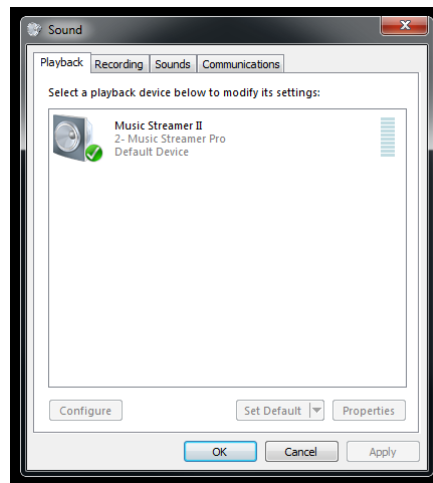 Sound
Playback Recording Sounds Communications
Select a playback device below to modify its settings:
Music Streamer II
2- Music Streamer Pro
Default Device
Configure Set Default Properties
OK Cancel Apply